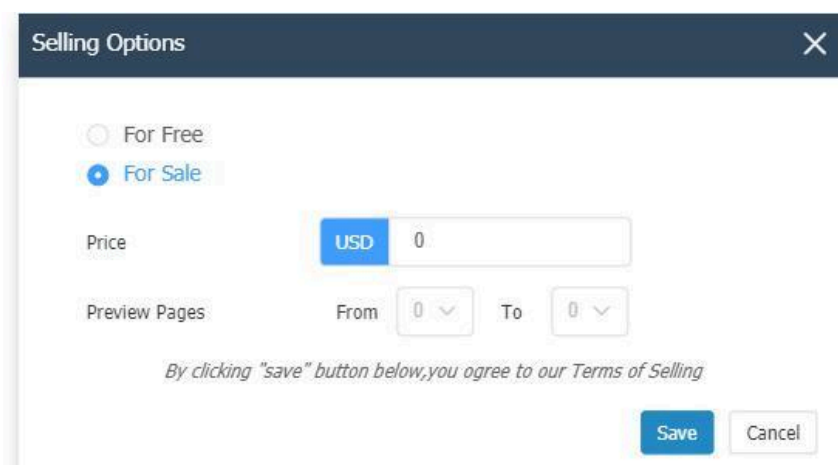 Selling Options
For Free
For Sale
Price USD 0
Preview Pages From 0 To 0
By clicking "save" button below,you ogree to our Terms of Selling
Save Cancel